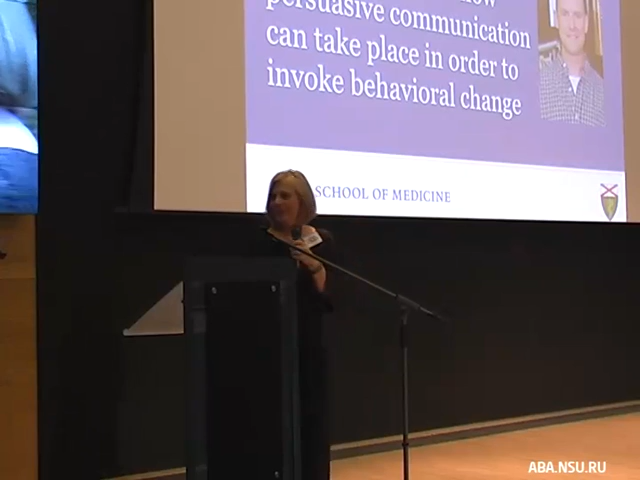 persuasive communication
can take place in order to
invoke behavioral change
SCHOOL OF MEDICINE
ABA.NSU.RU